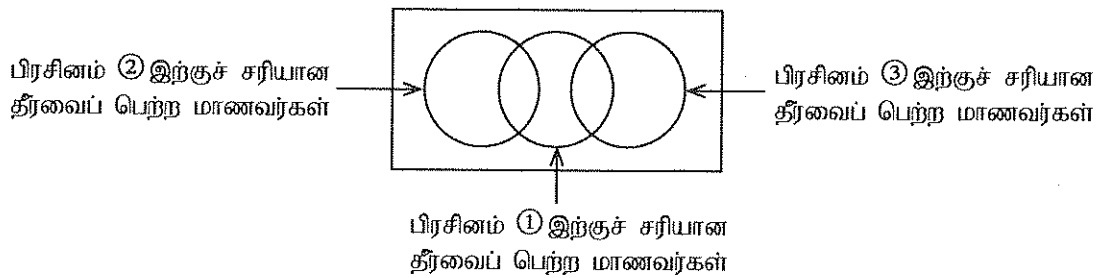 பிரசினம் ② இற்குச் சரியான
தீர்வைப் பெற்ற மாணவர்கள்
பிரசினம் ③ இற்குச் சரியான
தீர்வைப் பெற்ற மாணவர்கள்
பிரசினம் ① இற்குச் சரியான
தீர்வைப் பெற்ற மாணவர்கள்